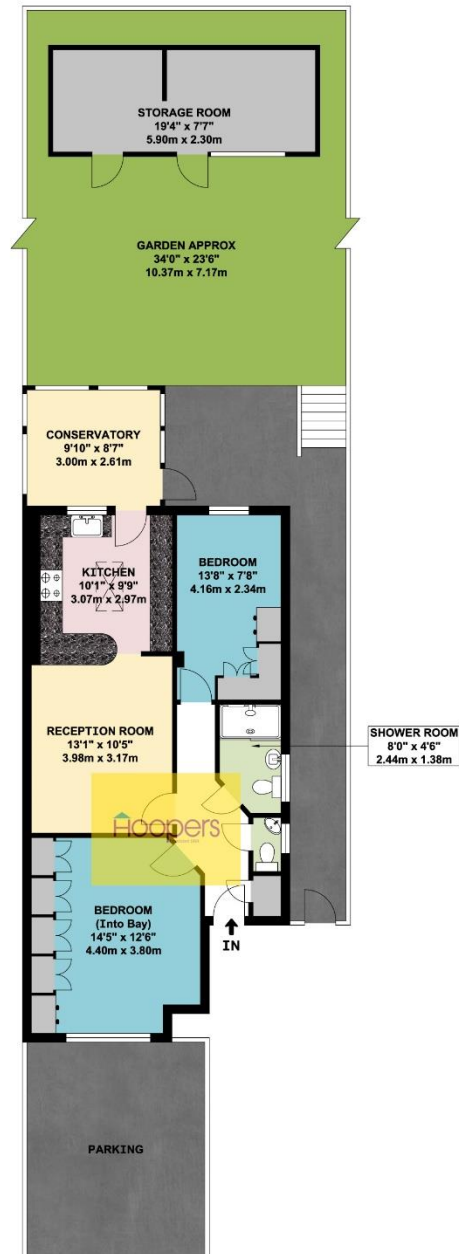 STORAGE ROOM
19'4" x 7'7"
5.90m x 2.30m
GARDEN APPROX
34'0" x 23'6"
10.37m x 7.17m
CONSERVATORY
9'10" x 8'7"
3.00m x 2.61m
KITCHEN
10'1" x 9'9"
3.07m x 2.97m
BEDROOM
13'8" x 7'8"
4.16m x 2.34m
RECEPTION ROOM
13'1" x 10'5"
3.98m x 3.17m
SHOWER ROOM
8'0" x 4'6"
2.44m x 1.38m
Hoopers
BEDROOM
(Into Bay)
14'5" x 12'6"
4.40m x 3.80m
IN
PARKING